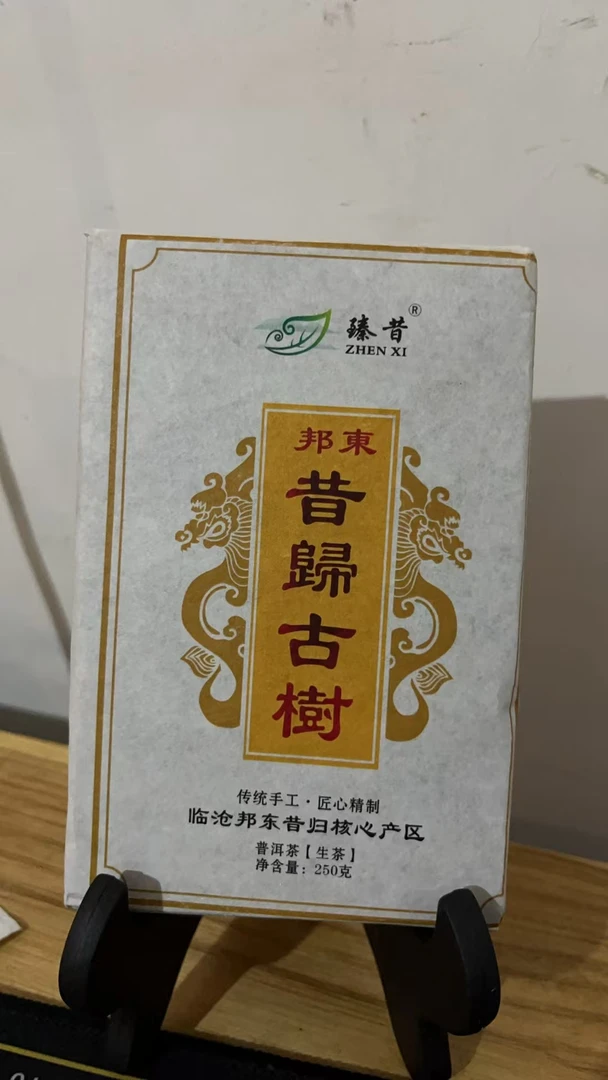 臻昔®
ZHEN XI
邦東
昔歸古樹
传统手工·匠心精制
临沧邦东昔归核心产区
普洱茶【生茶】
净含量：250克